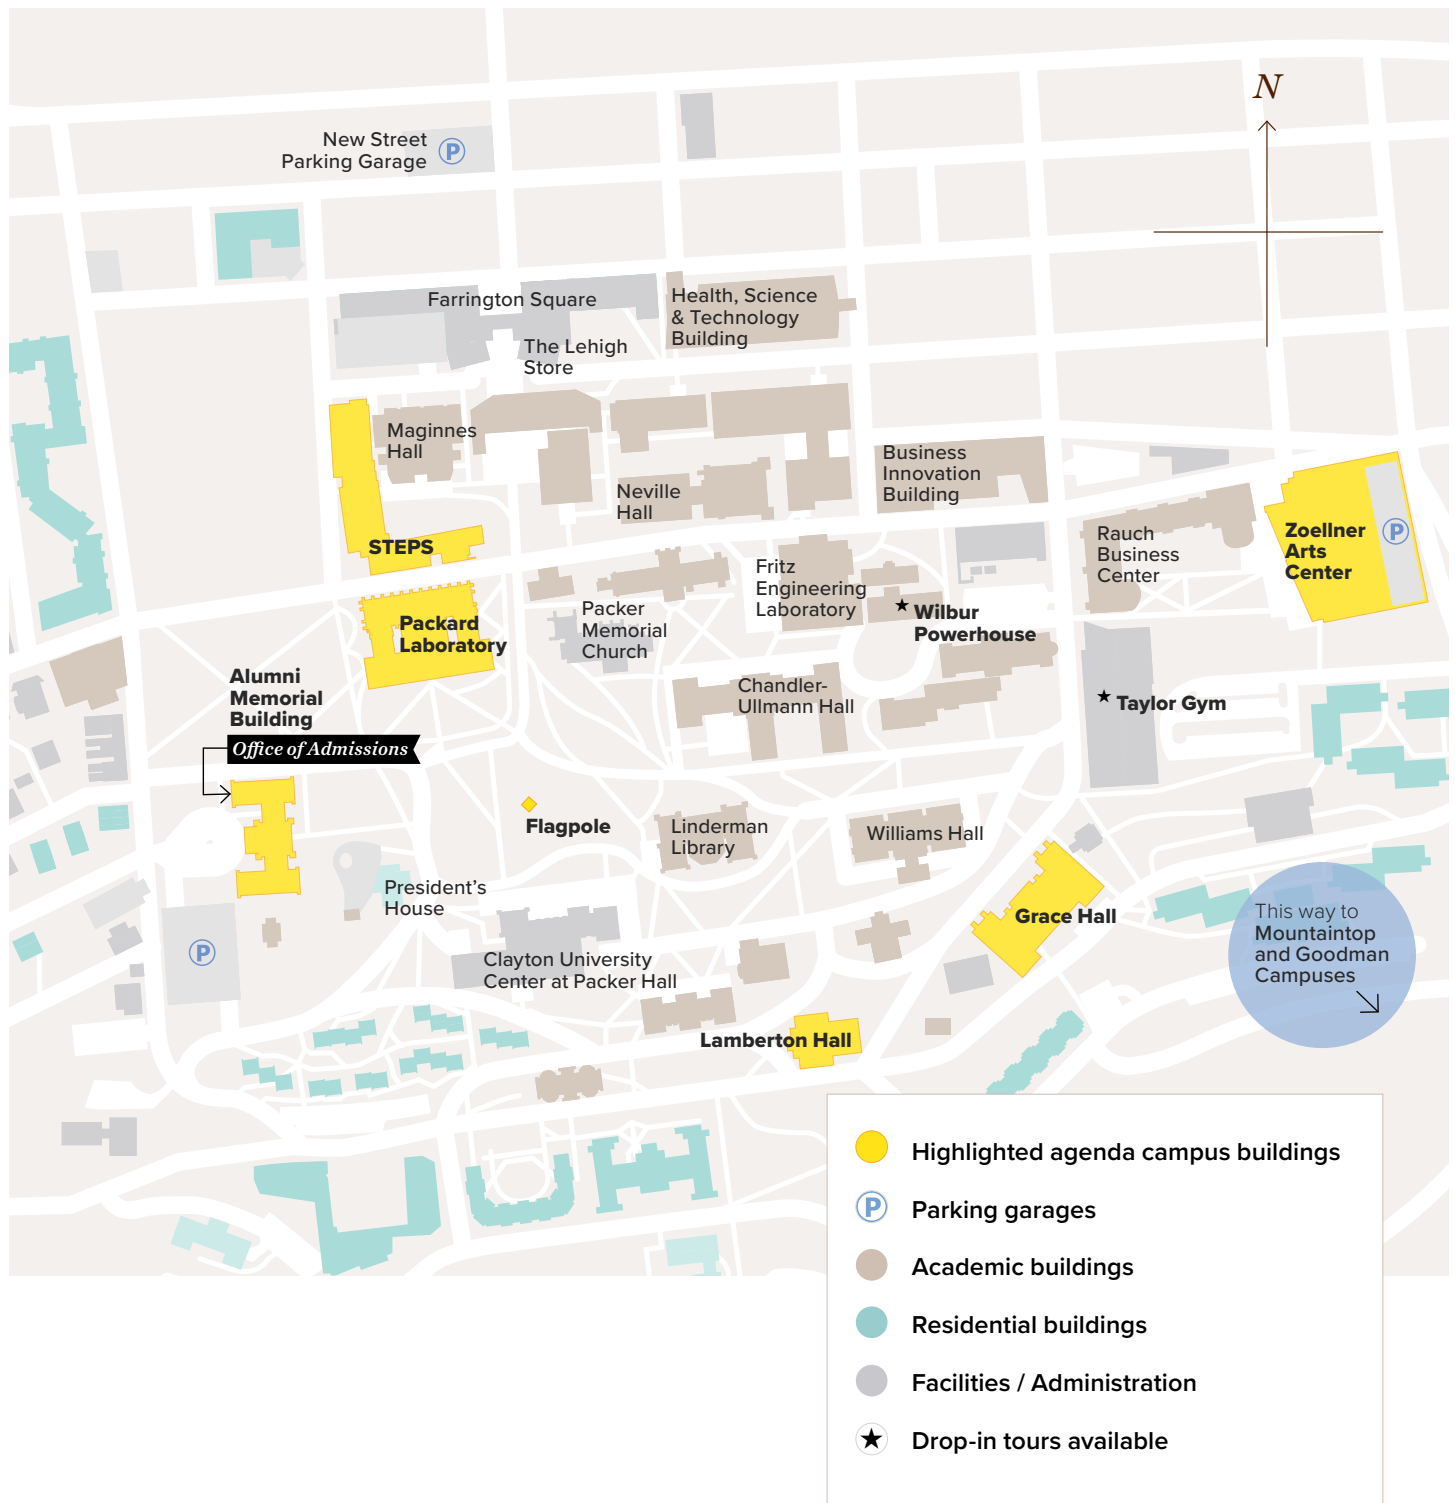 N
New Street
Parking Garage
P
Farrington Square
Health, Science
& Technology
Building
The Lehigh
Store
Maginnes
Hall
Business
Innovation
Building
Neville
Hall
STEPS
Rauch
Business
Center
Zoellner
Arts
Center
P
Fritz
Engineering
Laboratory
Packer
Memorial
Church
Wilbur
Powerhouse
Packard
Laboratory
Alumni
Memorial
Building
Office of Admissions
Chandler-
Ullmann Hall
Taylor Gym
Flagpole
Linderman
Library
Williams Hall
President's
House
Grace Hall
This way to
Mountaintop
and Goodman
Campuses
P
Clayton University
Center at Packer Hall
Lamberton Hall
Highlighted agenda campus buildings
P
Parking garages
Academic buildings
Residential buildings
Facilities / Administration
Drop-in tours available